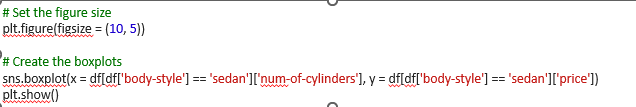 # Set the figure size
plt.figure(figsize = (10, 5))
# Create the boxplots
sns.boxplot(x = df[df['body-style'] == 'sedan']['num-of-cylinders'], y = df[df['body-style'] == 'sedan']['price'])
plt.show()